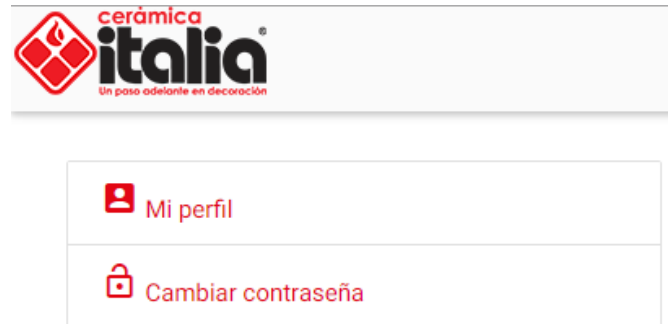 cerámica
italia®
Un paso adelante en decoración
Mi perfil
Cambiar contraseña